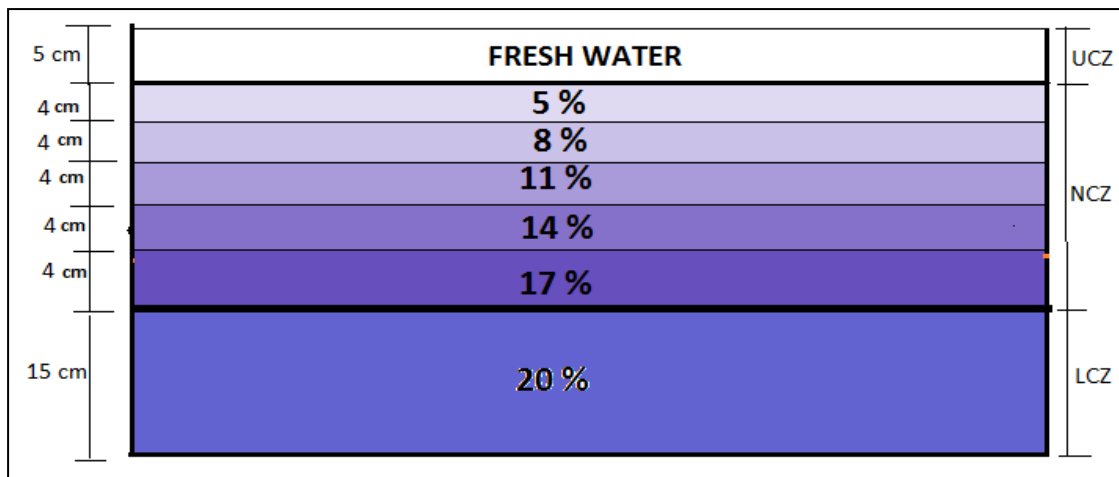 5 cm
FRESH WATER
UCZ
4 cm
5 %
4 cm
8 %
4 cm
11 %
NCZ
4 cm
14 %
4 cm
17 %
15 cm
20 %
LCZ